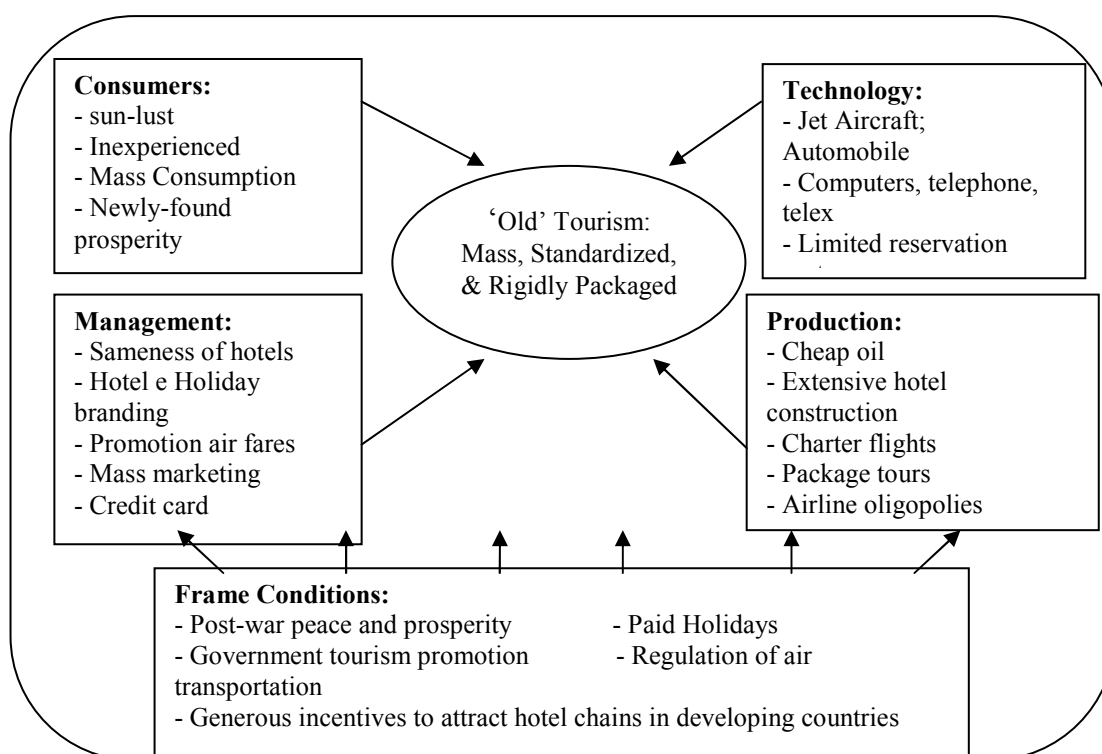 Consumers:
- sun-lust
- Inexperienced
- Mass Consumption
- Newly-found
prosperity
Technology:
- Jet Aircraft;
Automobile
- Computers, telephone,
telex
- Limited reservation
‘Old’ Tourism:
Mass, Standardized,
& Rigidly Packaged
Management:
- Sameness of hotels
- Hotel e Holiday
branding
- Promotion air fares
- Mass marketing
- Credit card
Production:
- Cheap oil
- Extensive hotel
construction
- Charter flights
- Package tours
- Airline oligopolies
Frame Conditions:
- Post-war peace and prosperity - Paid Holidays
- Government tourism promotion - Regulation of air
transportation
- Generous incentives to attract hotel chains in developing countries